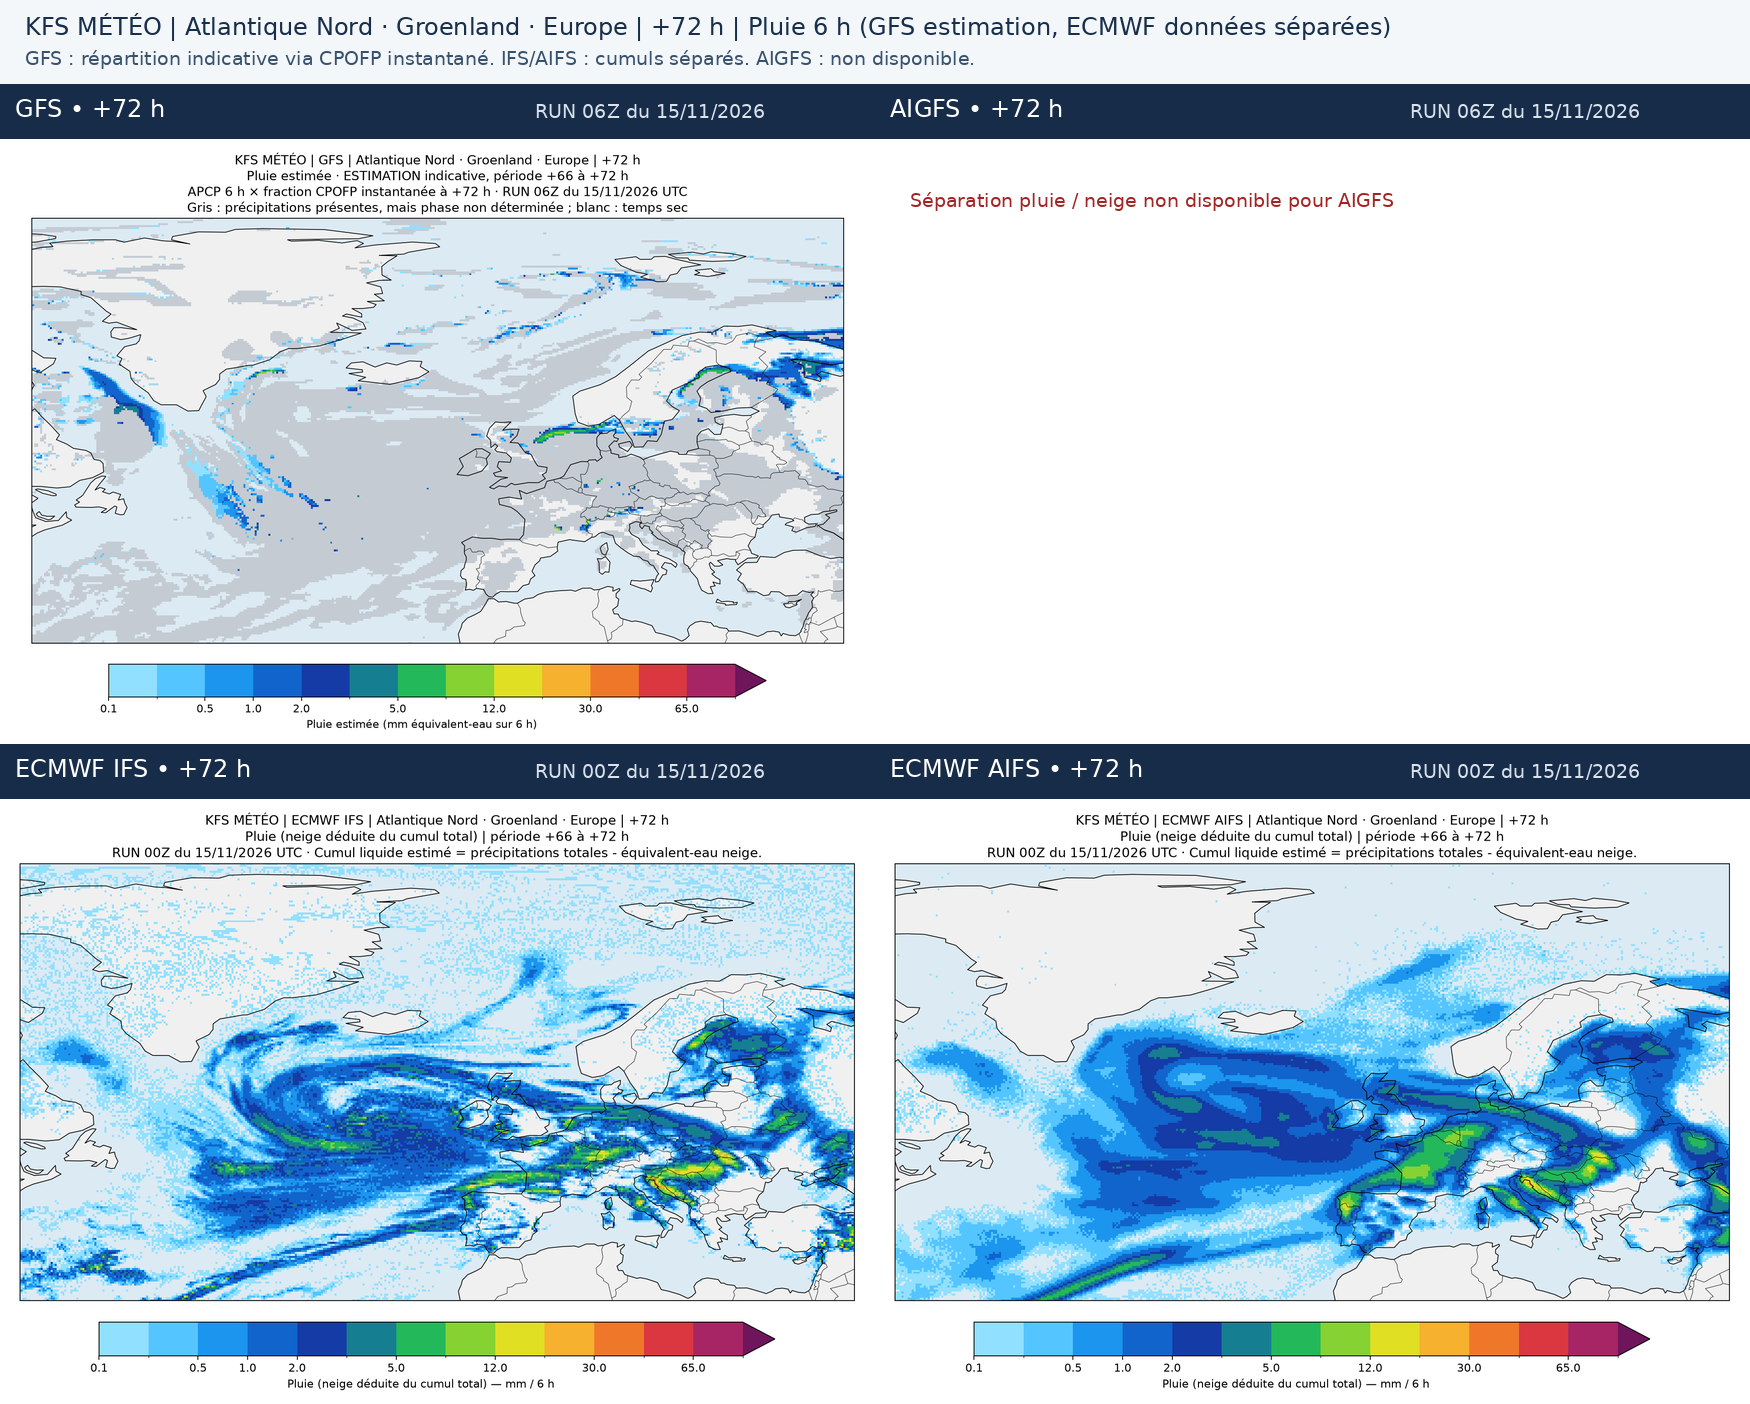 KFS MÉTÉO | Atlantique Nord · Groenland · Europe | +72 h | Pluie 6 h (GFS estimation, ECMWF données séparées)
GFS : répartition indicative via CPOFP instantané. IFS/AIFS : cumuls séparés. AIGFS : non disponible.
GFS • +72 h
RUN 06Z du 15/11/2026
AIGFS • +72 h
RUN 06Z du 15/11/2026
KFS MÉTÉO | GFS | Atlantique Nord · Groenland · Europe | +72 h
Pluie estimée · ESTIMATION indicative, période +66 à +72 h
APCP 6 h × fraction CPOFP instantanée à +72 h · RUN 06Z du 15/11/2026 UTC
Gris : précipitations présentes, mais phase non déterminée ; blanc : temps sec
Séparation pluie / neige non disponible pour AIGFS
0.1 0.5 1.0 2.0 5.0 12.0 30.0 65.0
Pluie estimée (mm équivalent-eau sur 6 h)
ECMWF IFS • +72 h
RUN 00Z du 15/11/2026
ECMWF AIFS • +72 h
RUN 00Z du 15/11/2026
KFS MÉTÉO | ECMWF IFS | Atlantique Nord · Groenland · Europe | +72 h
Pluie (neige déduite du cumul total) | période +66 à +72 h
RUN 00Z du 15/11/2026 UTC · Cumul liquide estimé = précipitations totales - équivalent-eau neige.
KFS MÉTÉO | ECMWF AIFS | Atlantique Nord · Groenland · Europe | +72 h
Pluie (neige déduite du cumul total) | période +66 à +72 h
RUN 00Z du 15/11/2026 UTC · Cumul liquide estimé = précipitations totales - équivalent-eau neige.
0.1 0.5 1.0 2.0 5.0 12.0 30.0 65.0
Pluie (neige déduite du cumul total) — mm / 6 h
0.1 0.5 1.0 2.0 5.0 12.0 30.0 65.0
Pluie (neige déduite du cumul total) — mm / 6 h